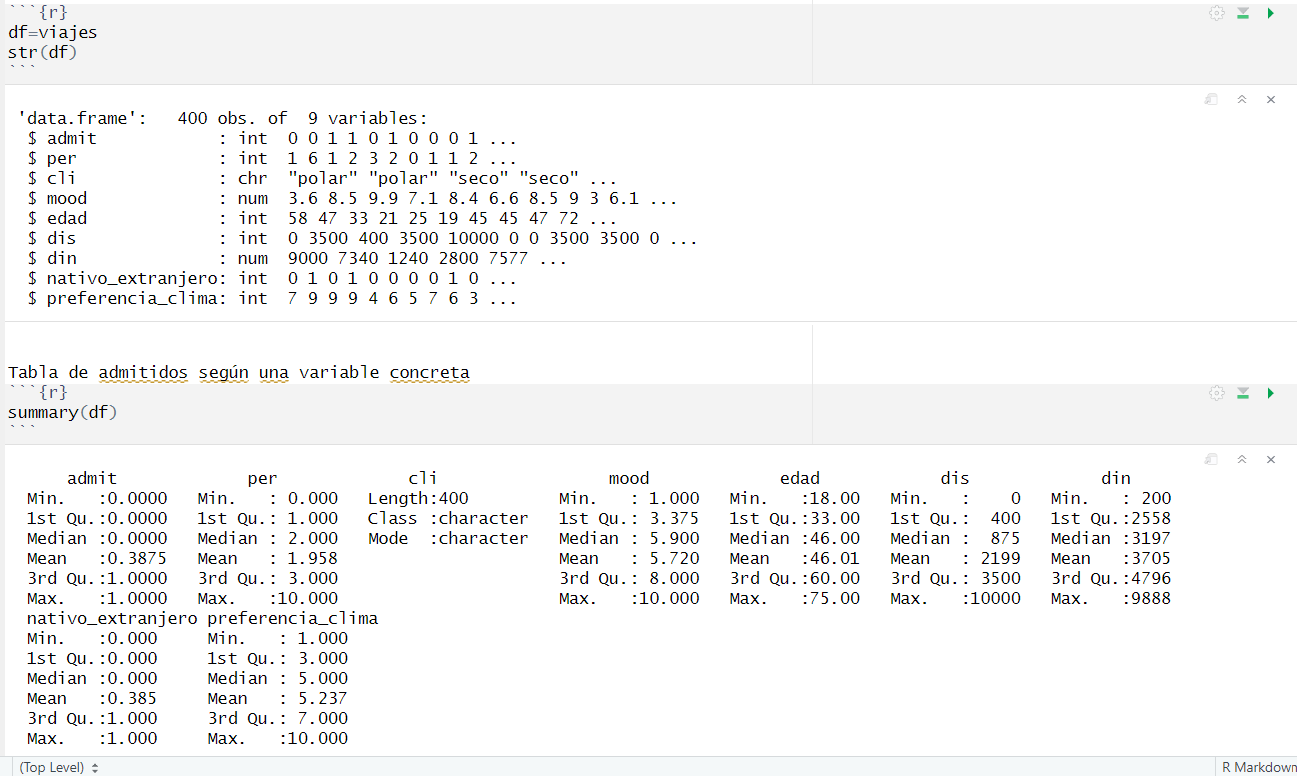 ```{r}
df=viajes
str(df)
```
'data.frame':   400 obs. of  9 variables:
 $ admit            : int  0 0 1 1 0 1 0 0 0 1 ...
 $ per              : int  1 6 1 2 3 2 0 1 1 2 ...
 $ cli              : chr  "polar" "polar" "seco" "seco" ...
 $ mood             : num  3.6 8.5 9.9 7.1 8.4 6.6 8.5 9 3 6.1 ...
 $ edad             : int  58 47 33 21 25 19 45 45 47 72 ...
 $ dis              : int  0 3500 400 3500 10000 0 0 3500 3500 0 ...
 $ din              : num  9000 7340 1240 2800 7577 ...
 $ nativo_extranjero: int  0 1 0 1 0 0 0 0 1 0 ...
 $ preferencia_clima: int  7 9 9 9 4 6 5 7 6 3 ...
Tabla de admitidos según una variable concreta
```{r}
summary(df)
```
     admit             per             cli                 mood             edad            dis             din
 Min.   :0.0000   Min.   : 0.000   Length:400         Min.   : 1.000   Min.   :18.00   Min.   :    0   Min.   : 200
 1st Qu.:0.0000   1st Qu.: 1.000   Class :character   1st Qu.: 3.375   1st Qu.:33.00   1st Qu.:  400   1st Qu.:2558
 Median :0.0000   Median : 2.000   Mode  :character   Median : 5.900   Median :46.00   Median :  875   Median :3197
 Mean   :0.3875   Mean   : 1.958                      Mean   : 5.720   Mean   :46.01   Mean   : 2199   Mean   :3705
 3rd Qu.:1.0000   3rd Qu.: 3.000                      3rd Qu.: 8.000   3rd Qu.:60.00   3rd Qu.: 3500   3rd Qu.:4796
 Max.   :1.0000   Max.   :10.000                      Max.   :10.000   Max.   :75.00   Max.   :10000   Max.   :9888
 nativo_extranjero preferencia_clima
 Min.   :0.000     Min.   : 1.000
 1st Qu.:0.000     1st Qu.: 3.000
 Median :0.000     Median : 5.000
 Mean   :0.385     Mean   : 5.237
 3rd Qu.:1.000     3rd Qu.: 7.000
 Max.   :1.000     Max.   :10.000
(Top Level) R Markdown